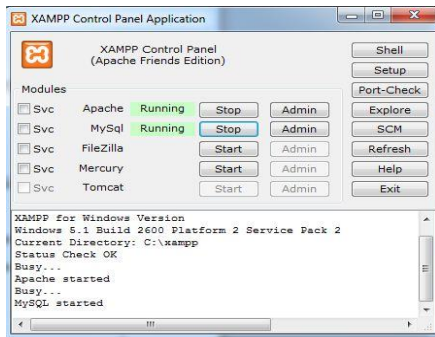 XAMPP Control Panel Application
XAMPP Control Panel
(Apache Friends Edition)
Shell
Setup
Modules
Port-Check
Svc Apache Running Stop Admin Explore
Svc MySql Running Stop Admin SCM
Svc FileZilla Start Admin Refresh
Svc Mercury Start Admin Help
Svc Tomcat Start Admin Exit
XAMPP for Windows Version
Windows 5.1 Build 2600 Platform 2 Service Pack 2
Current Directory: C:\xampp
Status Check OK
Busy...
Apache started
Busy...
MySQL started